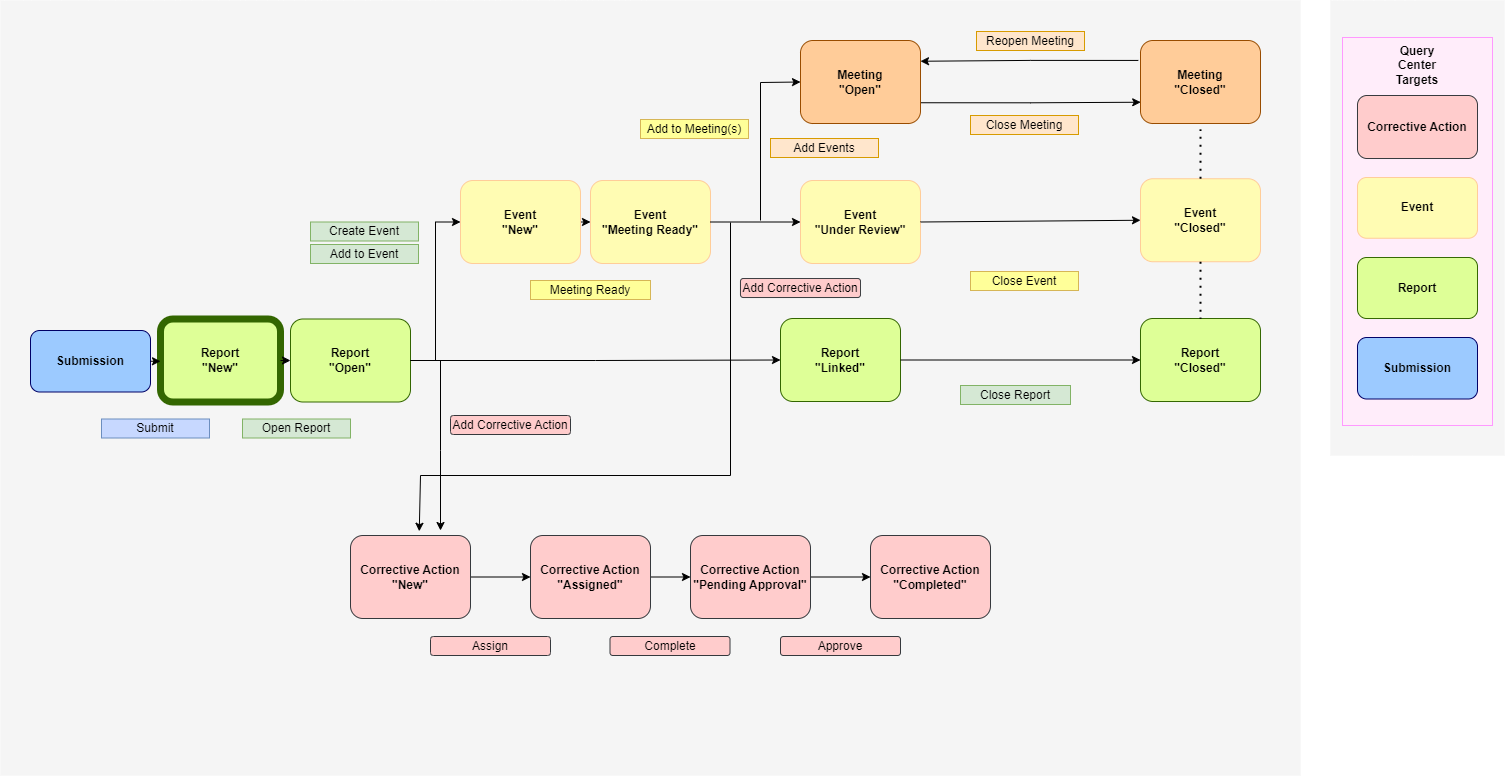 Reopen Meeting
Meeting
"Open"
Meeting
"Closed"
Close Meeting
Add to Meeting(s)
Add Events
Create Event
Add to Event
Event
"New"
Event
"Meeting Ready"
Event
"Under Review"
Event
"Closed"
Meeting Ready
Add Corrective Action
Close Event
Submission
Report
"New"
Report
"Open"
Report
"Linked"
Report
"Closed"
Close Report
Submit
Open Report
Add Corrective Action
Corrective Action
"New"
Corrective Action
"Assigned"
Corrective Action
"Pending Approval"
Corrective Action
"Completed"
Assign
Complete
Approve
Query
Center
Targets
Corrective Action
Event
Report
Submission